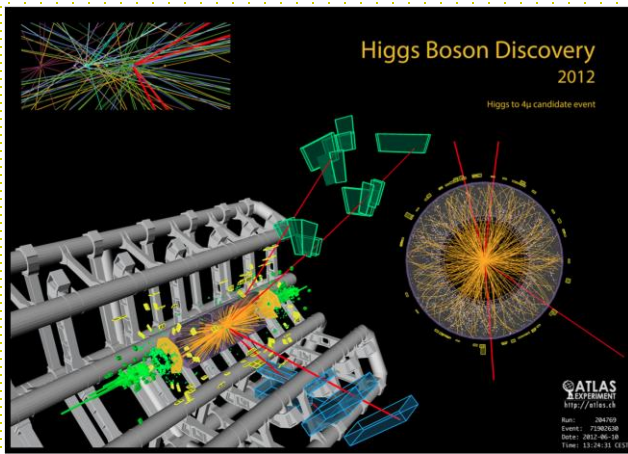 Higgs Boson Discovery
2012
Higgs to 4μ candidate event
ATLAS
EXPERIMENT
http://atlas.ch
Run: 204769
Event: 71902630
Date: 2012-06-10
Time: 13:24:31 CEST